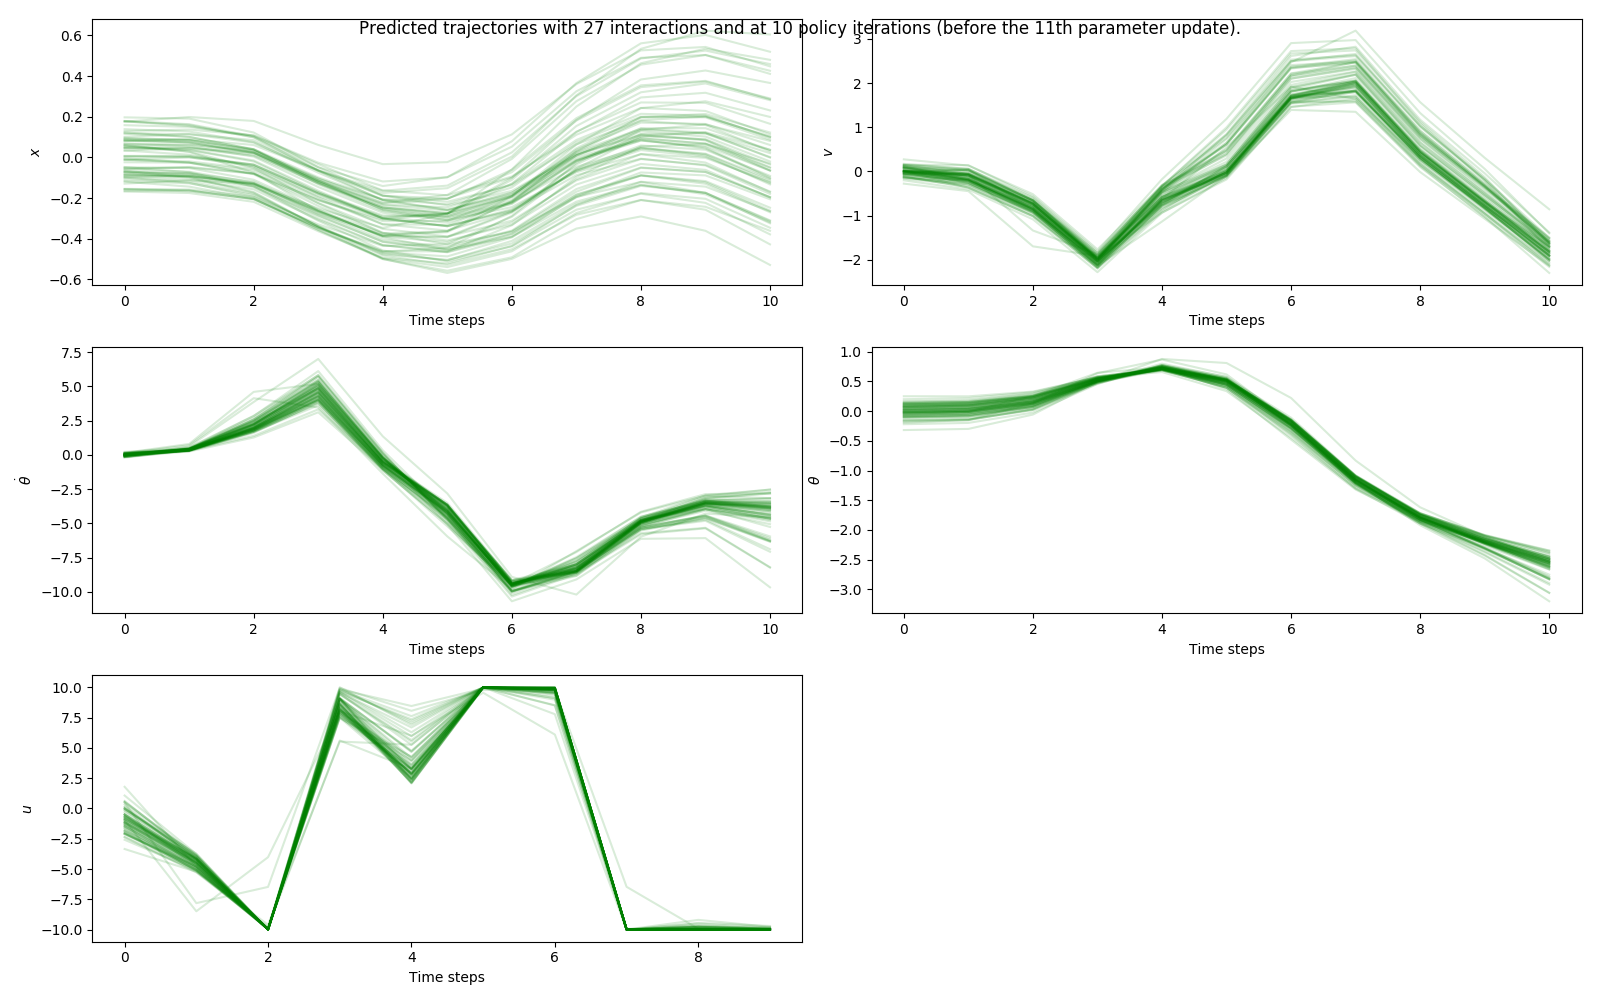 Predicted trajectories with 27 interactions and at 10 policy iterations (before the 11th parameter update).
0.6
0.4
0.2
0.0
−0.2
−0.4
−0.6
x
0 2 4 6 8 10
Time steps
3
2
1
0
−1
−2
v
0 2 4 6 8 10
Time steps
7.5
5.0
2.5
0.0
−2.5
−5.0
−7.5
−10.0
θ̇
0 2 4 6 8 10
Time steps
1.0
0.5
0.0
−0.5
−1.0
−1.5
−2.0
−2.5
−3.0
θ
0 2 4 6 8 10
Time steps
10.0
7.5
5.0
2.5
0.0
−2.5
−5.0
−7.5
−10.0
u
0 2 4 6 8
Time steps